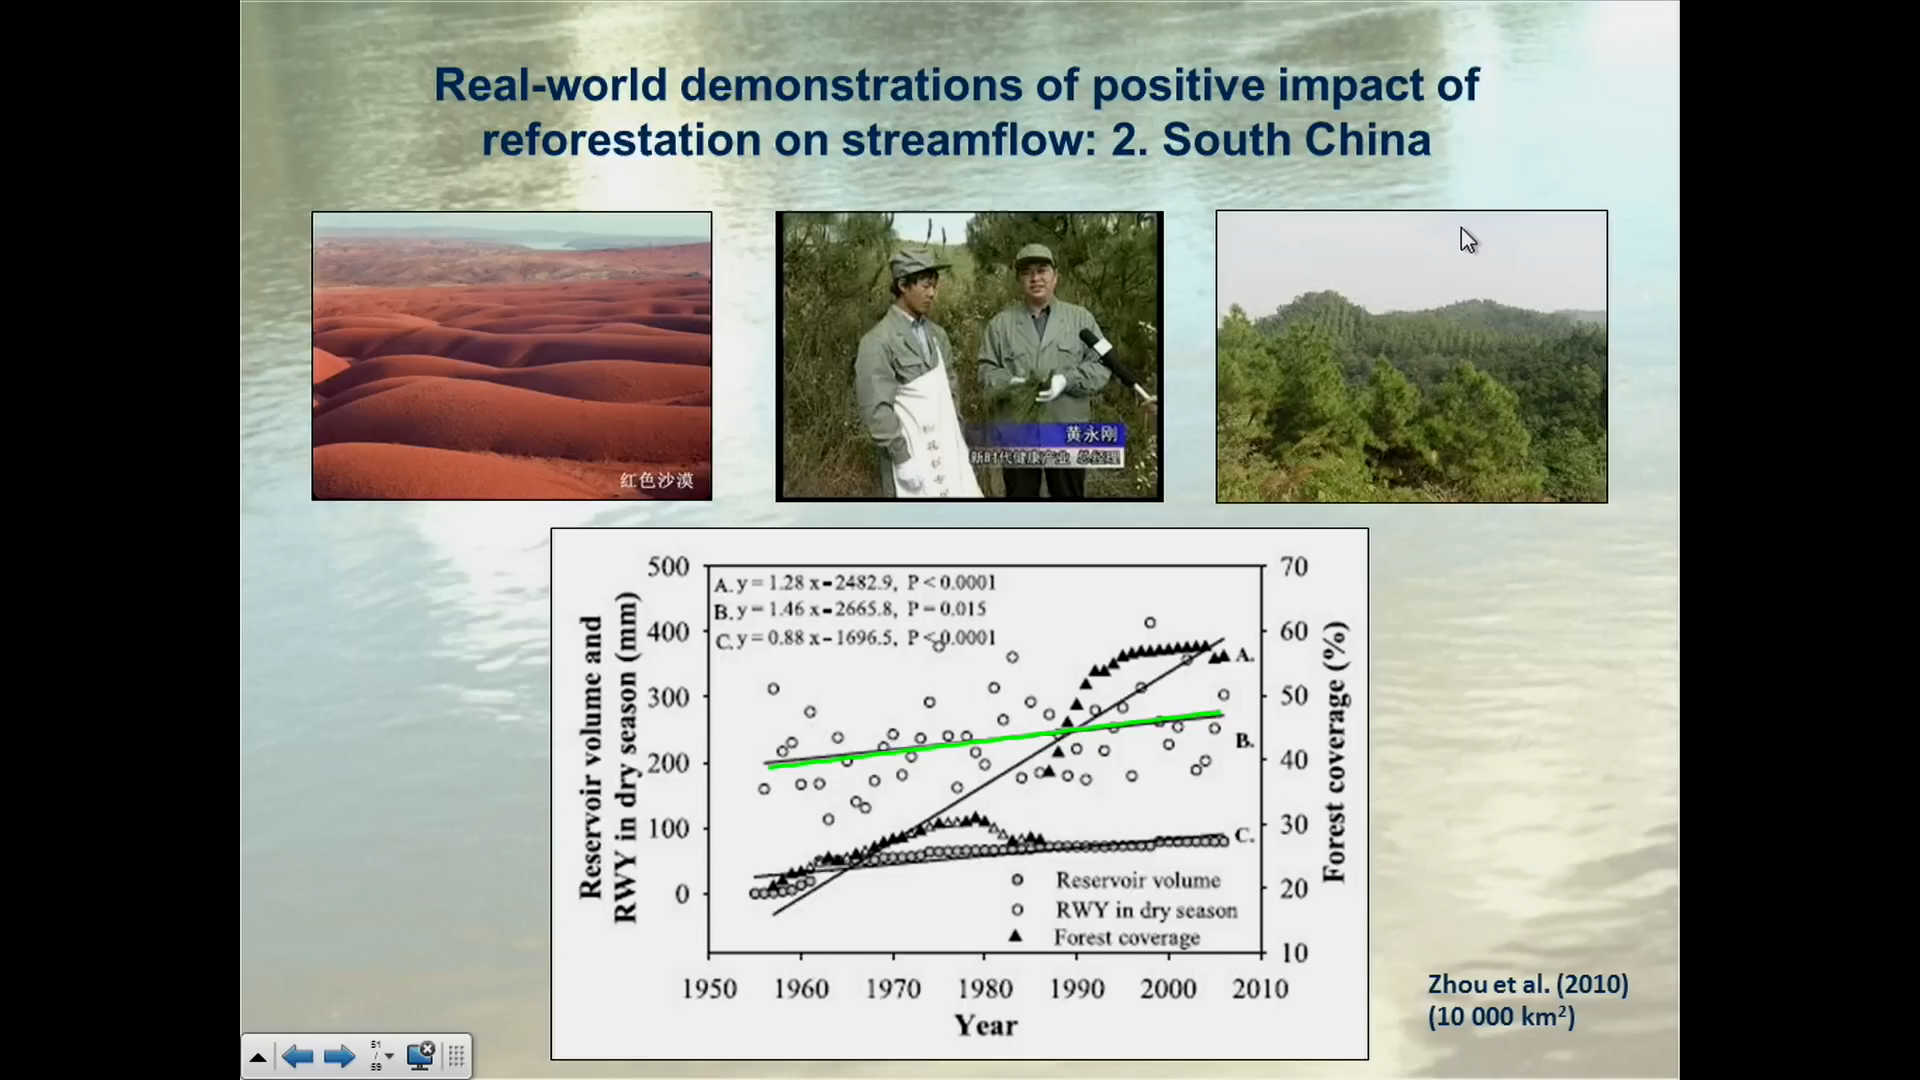 Real-world demonstrations of positive impact of
reforestation on streamflow: 2. South China
红色沙漠
黄永刚
新时代健康产业 总经理
Reservoir volume and
RWY in dry season (mm)
500
400
300
200
100
0
A. y = 1.28 x-2482.9, P < 0.0001
B. y = 1.46 x-2665.8, P = 0.015
C. y = 0.88 x-1696.5, P < 0.0001
A.
B.
C.
Reservoir volume
RWY in dry season
Forest coverage
70
60
50
40
30
20
10
Forest coverage (%)
1950 1960 1970 1980 1990 2000 2010
Year
Zhou et al. (2010)
(10 000 km²)
51
/
59